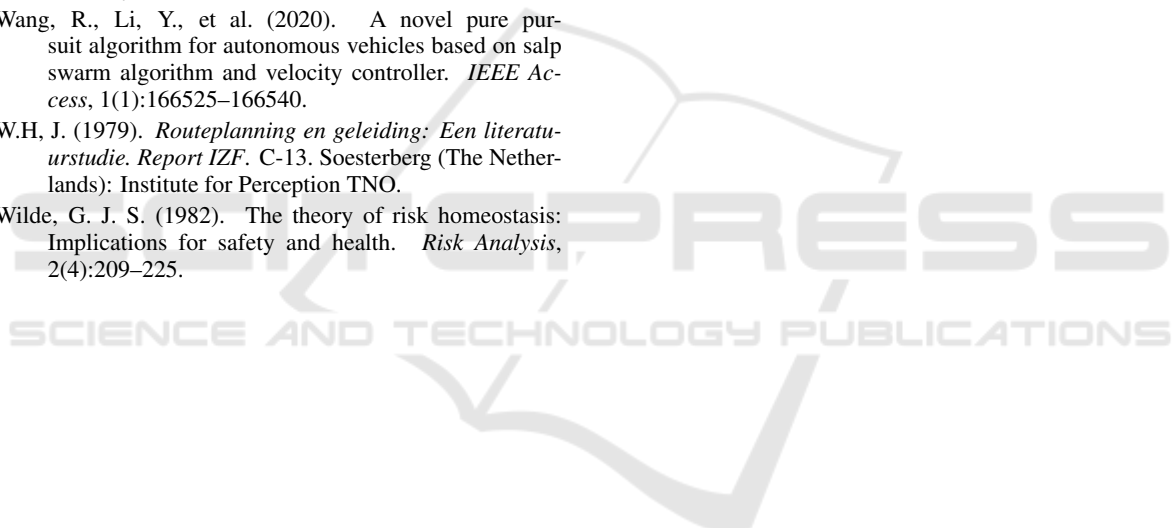 Wang, R., Li, Y., et al. (2020). A novel pure pur-
suit algorithm for autonomous vehicles based on salp
swarm algorithm and velocity controller. IEEE Ac-
cess, 1(1):166525–166540.
W.H, J. (1979). Routeplanning en geleiding: Een literatu-
urstudie. Report IZF. C-13. Soesterberg (The Nether-
lands): Institute for Perception TNO.
Wilde, G. J. S. (1982). The theory of risk homeostasis:
Implications for safety and health. Risk Analysis,
2(4):209–225.
SCITEPRESS
SCIENCE AND TECHNOLOGY PUBLICATIONS